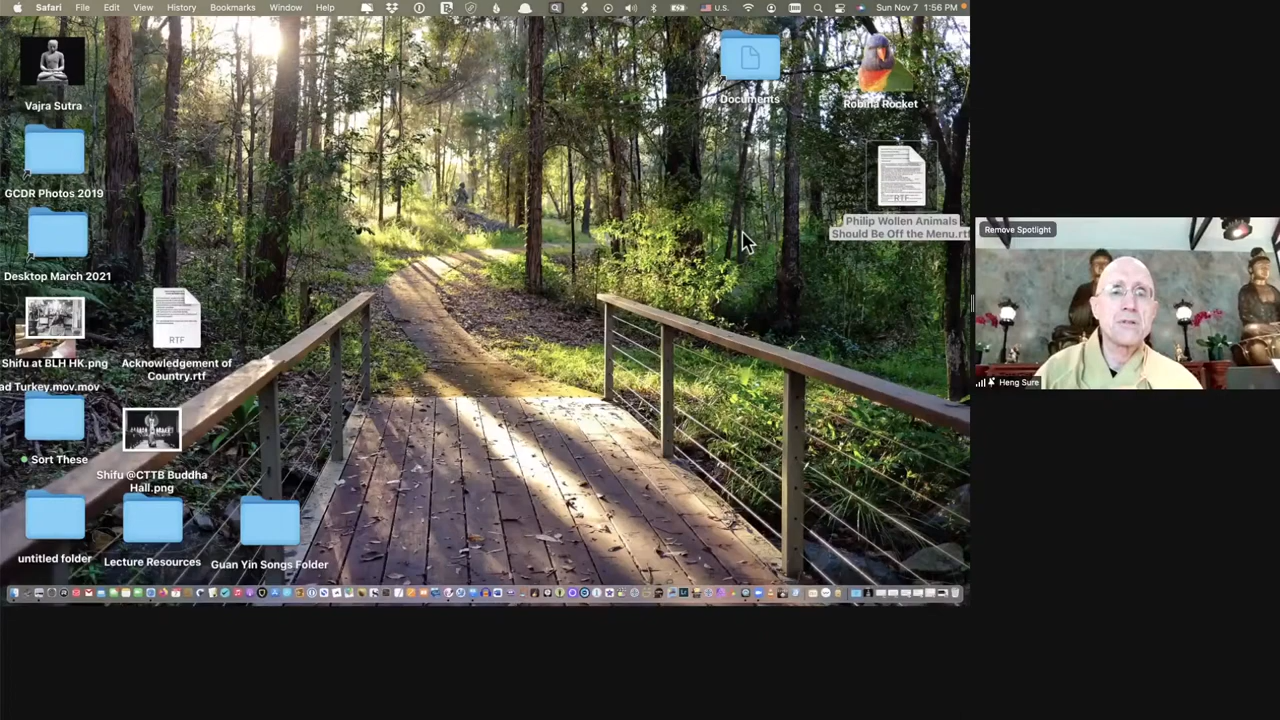 Safari File Edit View History Bookmarks Window Help U.S. Sun Nov 7 1:56 PM
Vajra Sutra
Documents
Robina Rocket
GCDR Photos 2019
Philip Wollen Animals
Should Be Off the Menu.rtf
Remove Spotlight
Desktop March 2021
RTF
RTF
Shifu at BLH HK.png
Acknowledgement of
Country.rtf
ad Turkey.mov.mov
Heng Sure
Sort These
Shifu @CTTB Buddha
Hall.png
untitled folder
Lecture Resources
Guan Yin Songs Folder